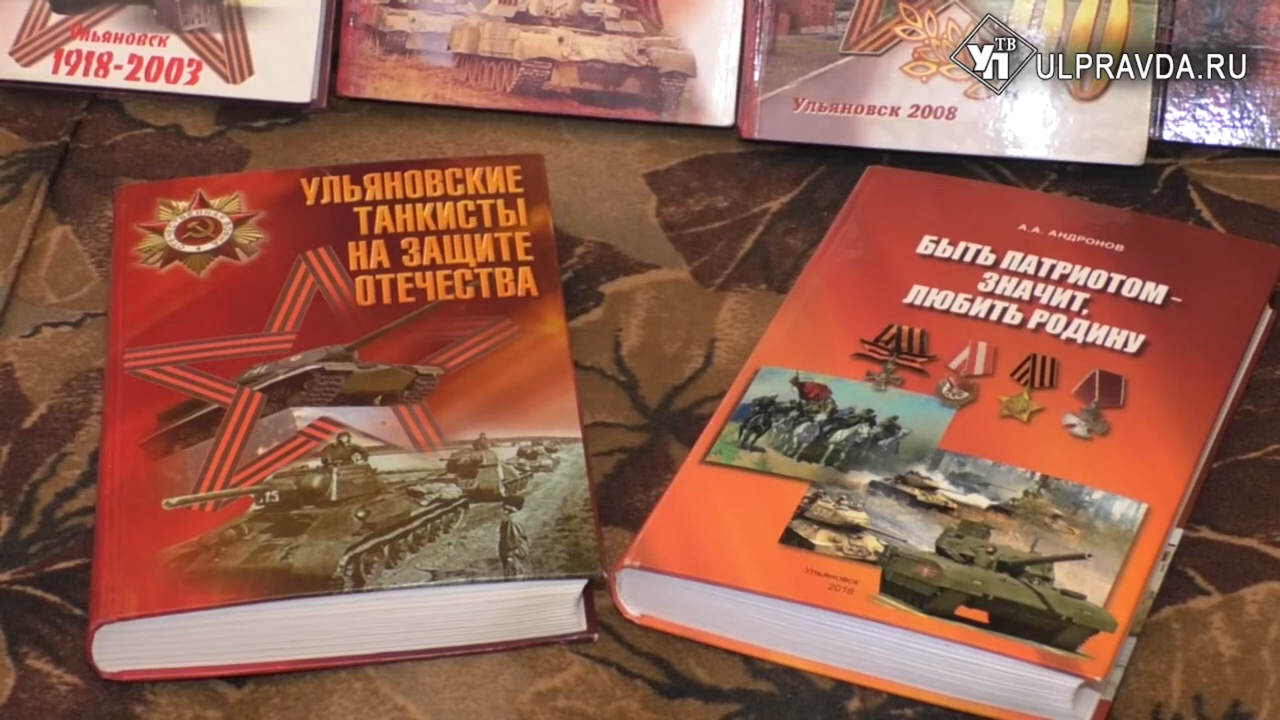 Ульяновск
1918-2003
Ульяновск 2008
УП ТВ
ULPRAVDA.RU
УЛЬЯНОВСКИЕ
ТАНКИСТЫ
НА ЗАЩИТЕ
ОТЕЧЕСТВА
А.А. АНДРОНОВ
БЫТЬ ПАТРИОТОМ -
ЗНАЧИТ,
ЛЮБИТЬ РОДИНУ
Ульяновск
2016